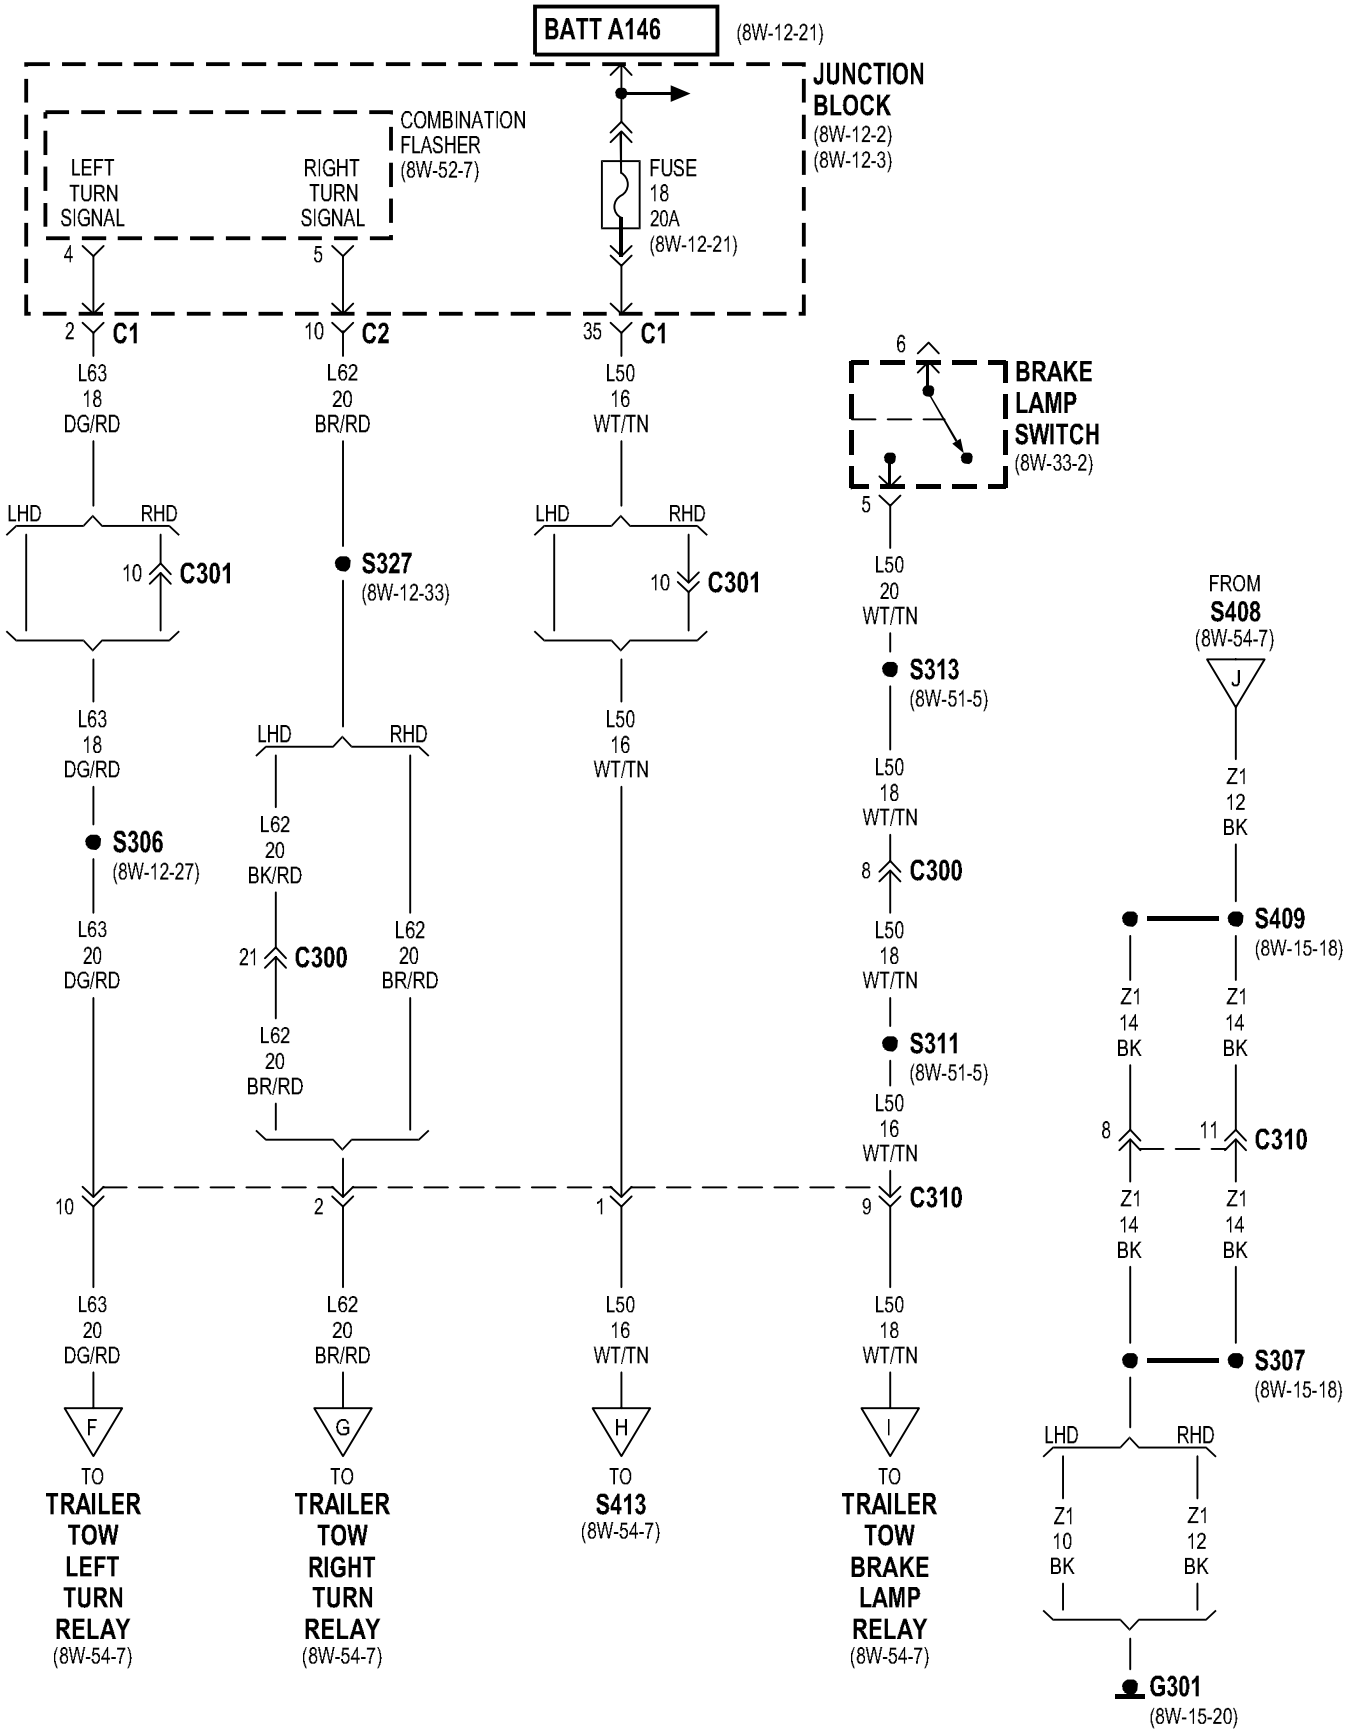 BATT A146
(8W-12-21)
JUNCTION
BLOCK
(8W-12-2)
(8W-12-3)
COMBINATION
FLASHER
(8W-52-7)
LEFT
TURN
SIGNAL
RIGHT
TURN
SIGNAL
FUSE
18
20A
(8W-12-21)
4
5
2
C1
10
C2
35
C1
L63
18
DG/RD
L62
20
BR/RD
L50
16
WT/TN
6
BRAKE
LAMP
SWITCH
(8W-33-2)
5
LHD
RHD
10
C301
S327
(8W-12-33)
LHD
RHD
10
C301
L50
20
WT/TN
S313
(8W-51-5)
FROM
S408
(8W-54-7)
J
L63
18
DG/RD
LHD
RHD
L50
16
WT/TN
L50
18
WT/TN
Z1
12
BK
S306
(8W-12-27)
L62
20
BK/RD
8
C300
L63
20
DG/RD
21
C300
L62
20
BR/RD
L50
18
WT/TN
S409
(8W-15-18)
Z1
14
BK
Z1
14
BK
L62
20
BR/RD
S311
(8W-51-5)
L50
16
WT/TN
8
11
C310
10
2
1
9
C310
Z1
14
BK
Z1
14
BK
L63
20
DG/RD
L62
20
BR/RD
L50
16
WT/TN
L50
18
WT/TN
S307
(8W-15-18)
F
G
H
I
LHD
RHD
TO
TRAILER
TOW
LEFT
TURN
RELAY
(8W-54-7)
TO
TRAILER
TOW
RIGHT
TURN
RELAY
(8W-54-7)
TO
S413
(8W-54-7)
TO
TRAILER
TOW
BRAKE
LAMP
RELAY
(8W-54-7)
Z1
10
BK
Z1
12
BK
G301
(8W-15-20)